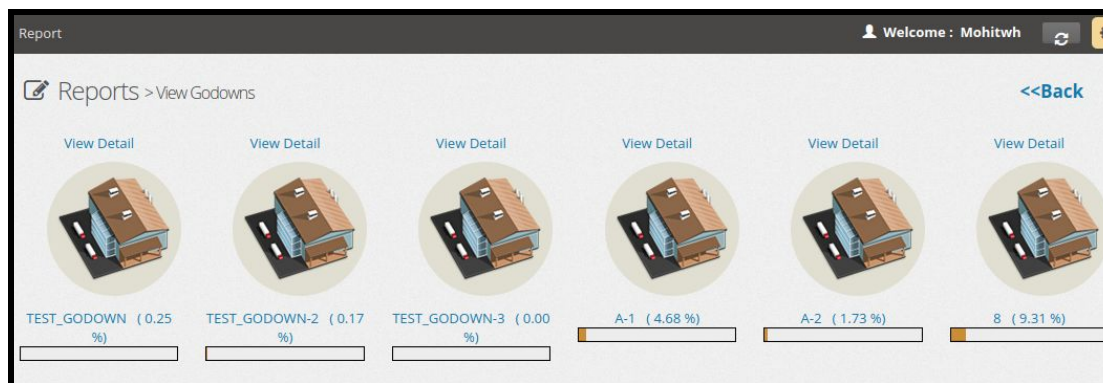 Report
Welcome : Mohitwh
Reports > View Godowns
<<Back
View Detail
View Detail
View Detail
View Detail
View Detail
View Detail
TEST_GODOWN ( 0.25
%)
TEST_GODOWN-2 ( 0.17
%)
TEST_GODOWN-3 ( 0.00
%)
A-1 ( 4.68 %)
A-2 ( 1.73 %)
8 ( 9.31 %)